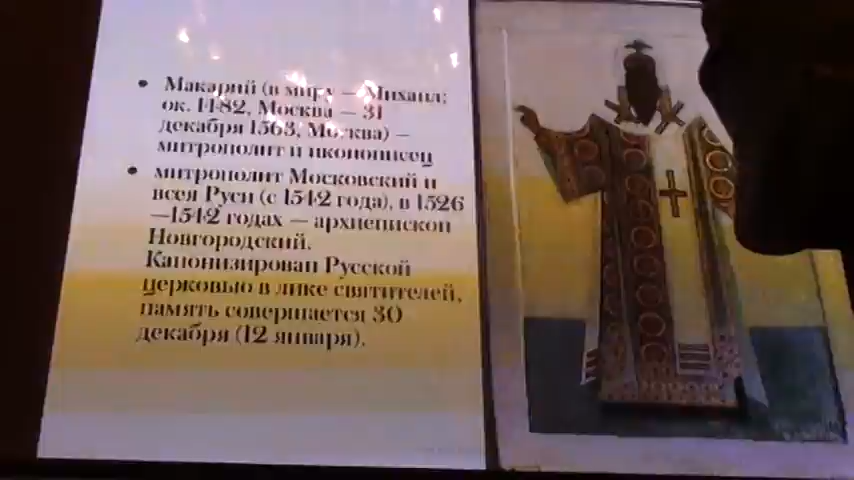 • Макарий (в миру — Михаил;
ок. 1482, Москва — 31
декабря 1563, Москва) —
митрополит и иконописец
• митрополит Московский и
всея Руси (с 1542 года), в 1526
—1542 годах — архиепископ
Новгородский.
Канонизирован Русской
церковью в лике святителей,
память совершается 30
декабря (12 января).